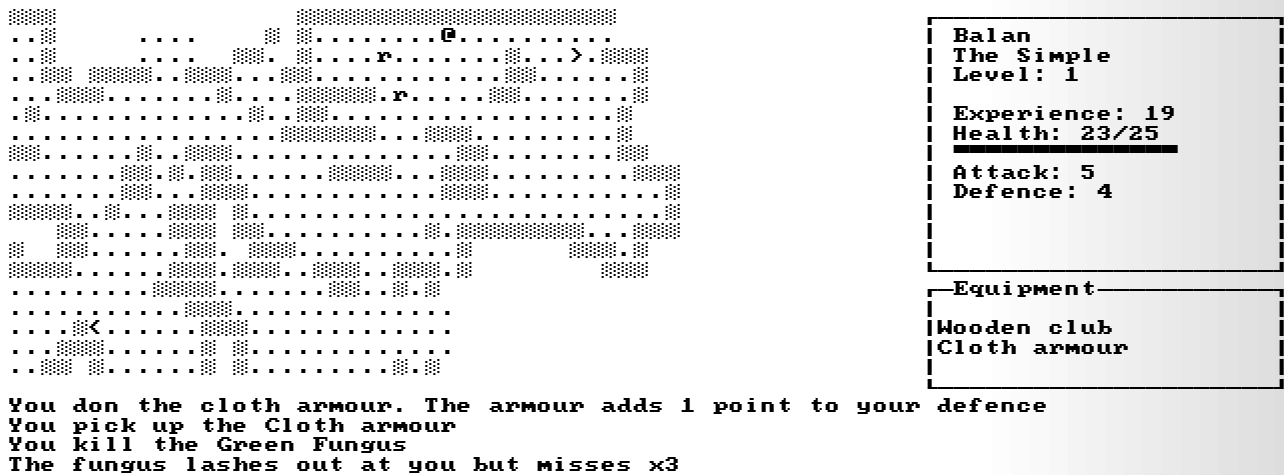 Balan
The Simple
Level: 1
Experience: 19
Health: 23/25
Attack: 5
Defence: 4
Equipment
Wooden club
Cloth armour
You don the cloth armour. The armour adds 1 point to your defence
You pick up the Cloth armour
You kill the Green Fungus
The fungus lashes out at you but misses x3